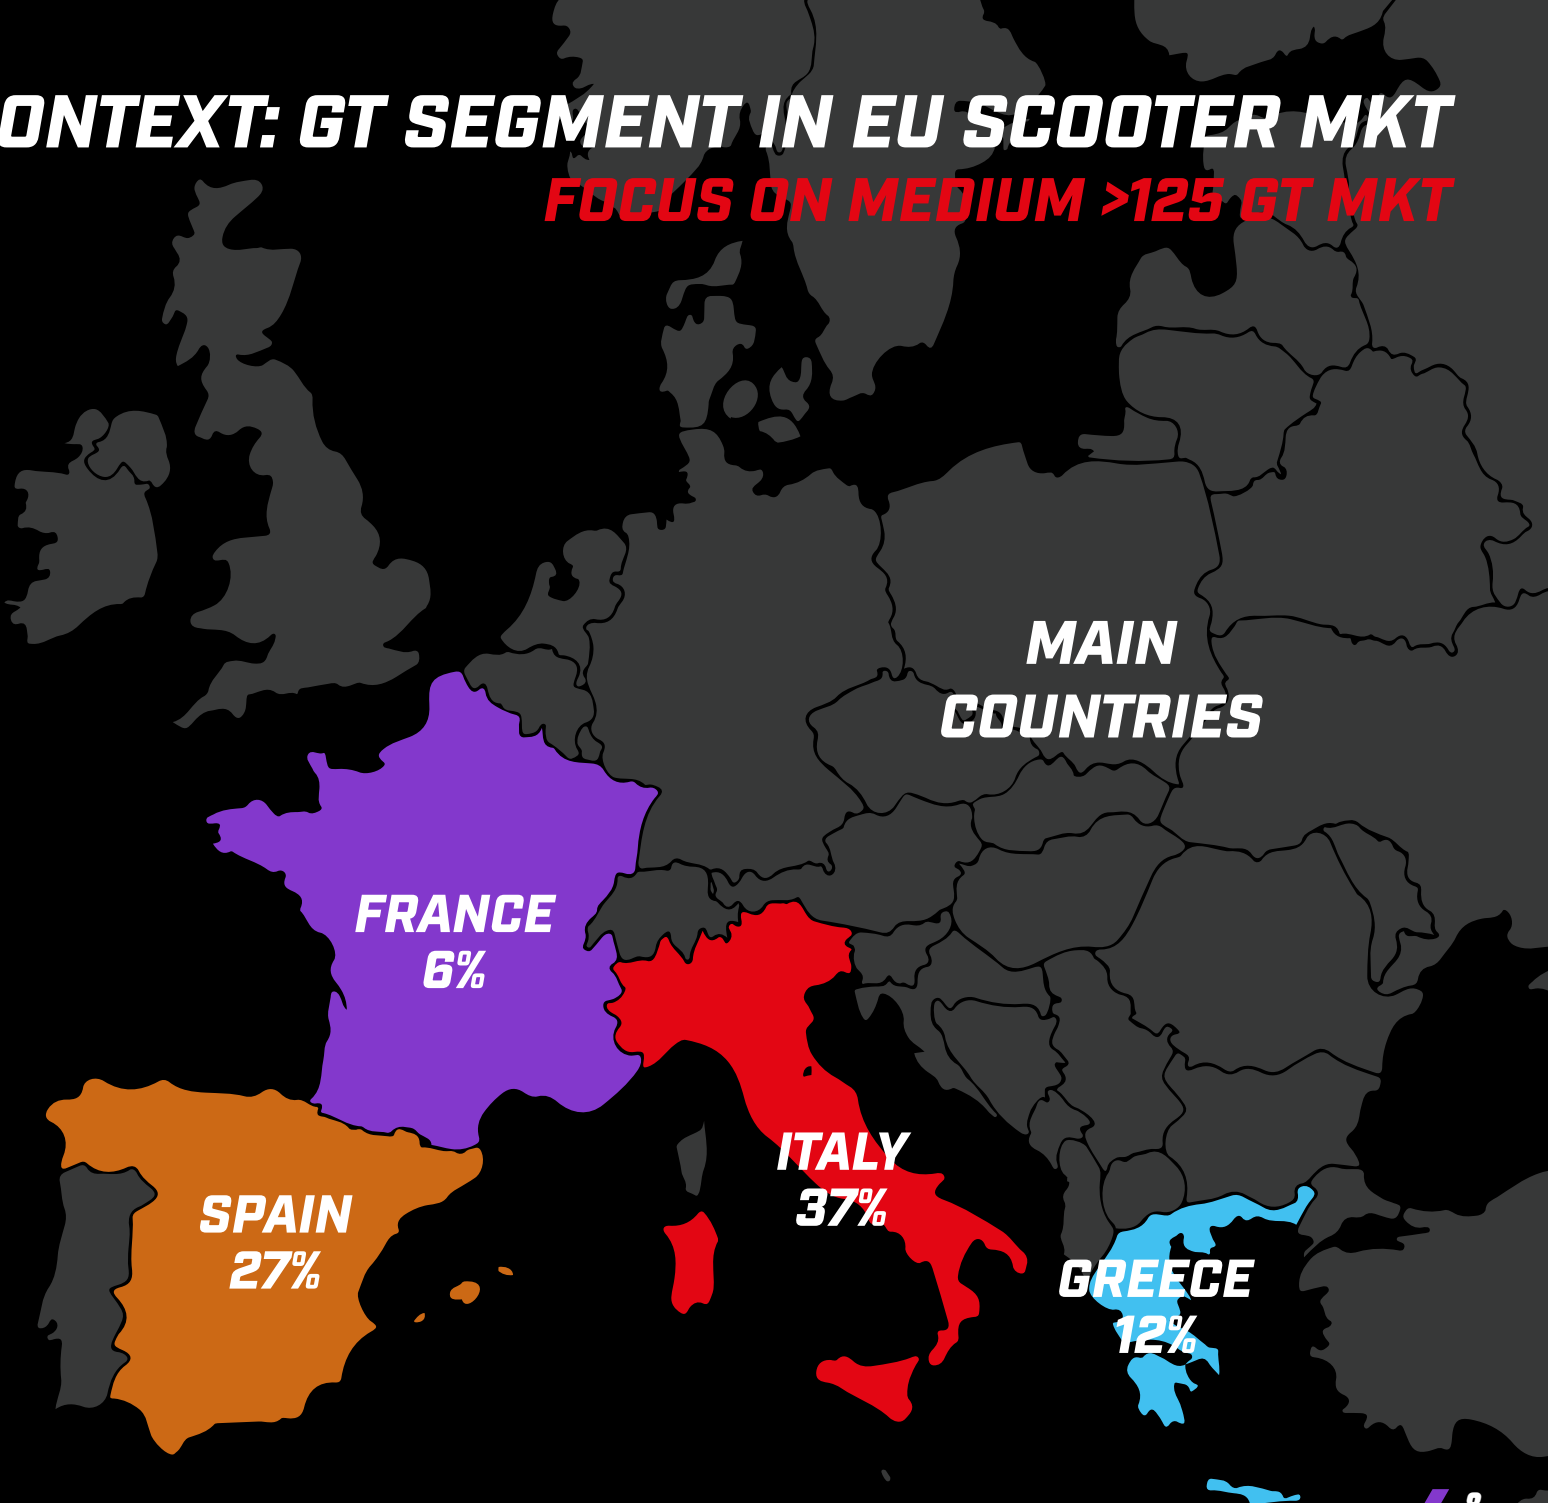 ONTEXT: GT SEGMENT IN EU SCOOTER MKT
FOCUS ON MEDIUM >125 GT MKT
MAIN
COUNTRIES
FRANCE
6%
ITALY
37%
SPAIN
27%
GREECE
12%